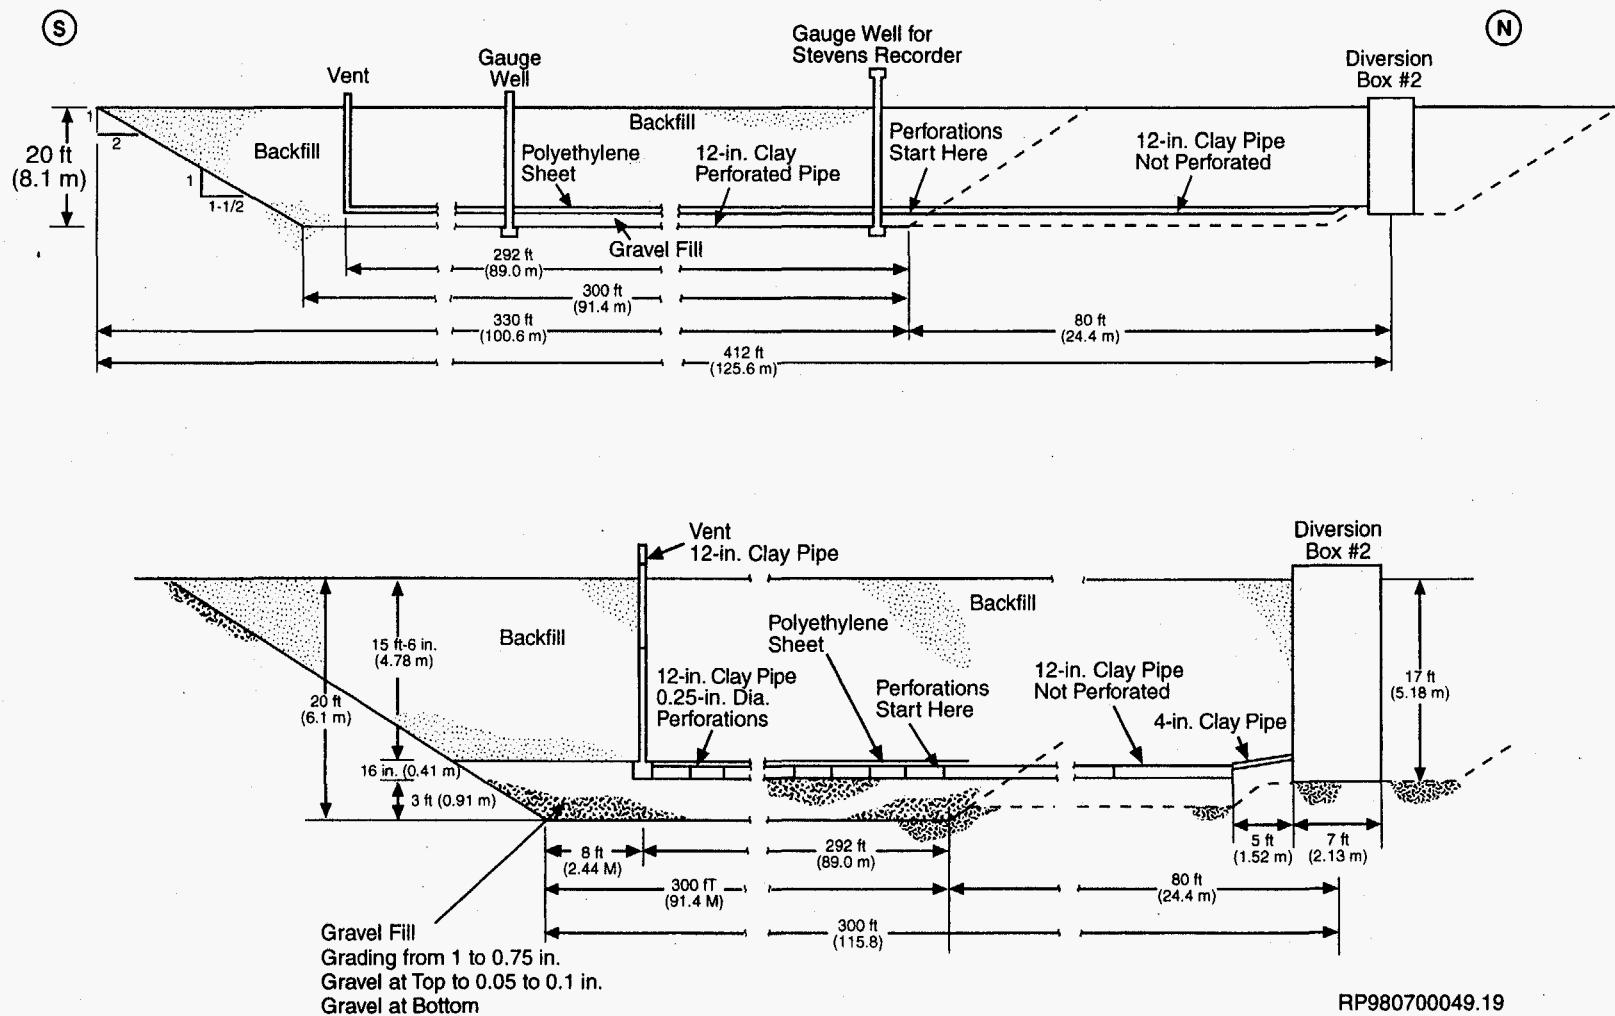 S
N
Gauge Well for
Stevens Recorder
Gauge
Well
Vent
Diversion
Box #2
1
2
20 ft
(8.1 m)
Backfill
1
1-1/2
Backfill
Polyethylene
Sheet
12-in. Clay
Perforated Pipe
Perforations
Start Here
12-in. Clay Pipe
Not Perforated
Gravel Fill
292 ft
(89.0 m)
300 ft
(91.4 m)
330 ft
(100.6 m)
80 ft
(24.4 m)
412 ft
(125.6 m)
Vent
12-in. Clay Pipe
Diversion
Box #2
Backfill
Backfill
15 ft-6 in.
(4.78 m)
20 ft
(6.1 m)
16 in. (0.41 m)
3 ft (0.91 m)
12-in. Clay Pipe
0.25-in. Dia.
Perforations
Polyethylene
Sheet
Perforations
Start Here
12-in. Clay Pipe
Not Perforated
4-in. Clay Pipe
17 ft
(5.18 m)
8 ft
(2.44 M)
292 ft
(89.0 m)
5 ft
(1.52 m)
7 ft
(2.13 m)
300 fT
(91.4 M)
80 ft
(24.4 m)
300 ft
(115.8)
Gravel Fill
Grading from 1 to 0.75 in.
Gravel at Top to 0.05 to 0.1 in.
Gravel at Bottom
RP980700049.19